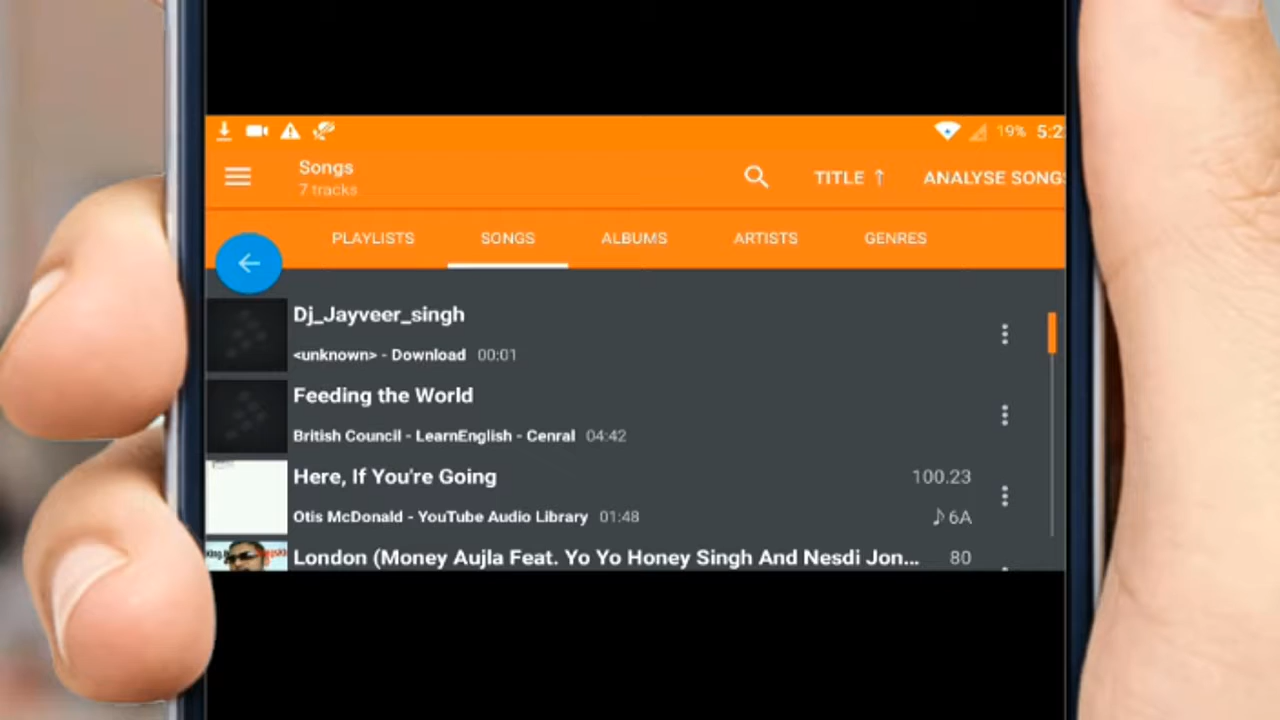 19% 5:2
Songs
7 tracks
TITLE ↑
ANALYSE SONGS
PLAYLISTS
SONGS
ALBUMS
ARTISTS
GENRES
Dj_Jayveer_singh
<unknown> - Download 00:01
Feeding the World
British Council - LearnEnglish - Cenral 04:42
Here, If You're Going 100.23
Otis McDonald - YouTube Audio Library 01:48 ♪6A
London (Money Aujla Feat. Yo Yo Honey Singh And Nesdi Jon... 80